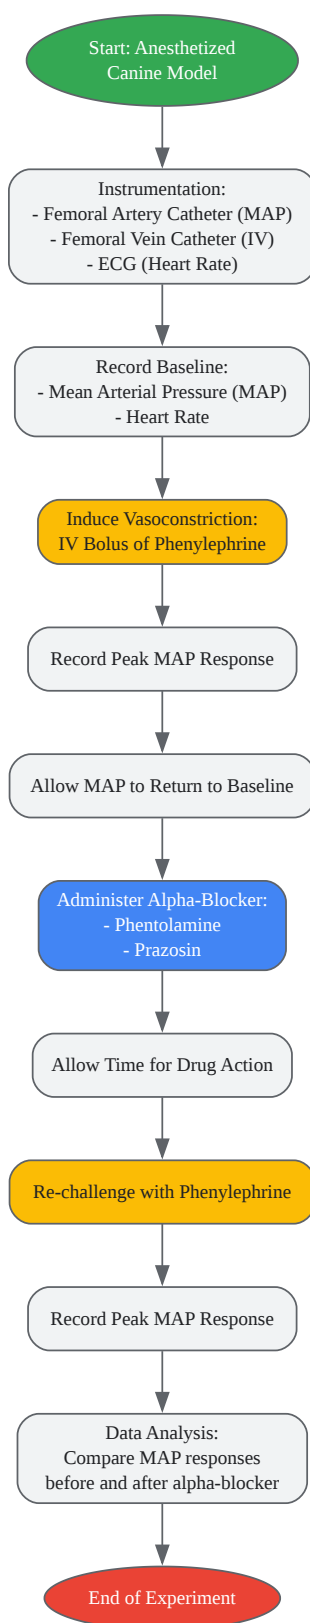 Start: Anesthetized
Canine Model
Instrumentation:
- Femoral Artery Catheter (MAP)
- Femoral Vein Catheter (IV)
- ECG (Heart Rate)
Record Baseline:
- Mean Arterial Pressure (MAP)
- Heart Rate
Induce Vasoconstriction:
IV Bolus of Phenylephrine
Record Peak MAP Response
Allow MAP to Return to Baseline
Administer Alpha-Blocker:
- Phentolamine
- Prazosin
Allow Time for Drug Action
Re-challenge with Phenylephrine
Record Peak MAP Response
Data Analysis:
Compare MAP responses
before and after alpha-blocker
End of Experiment